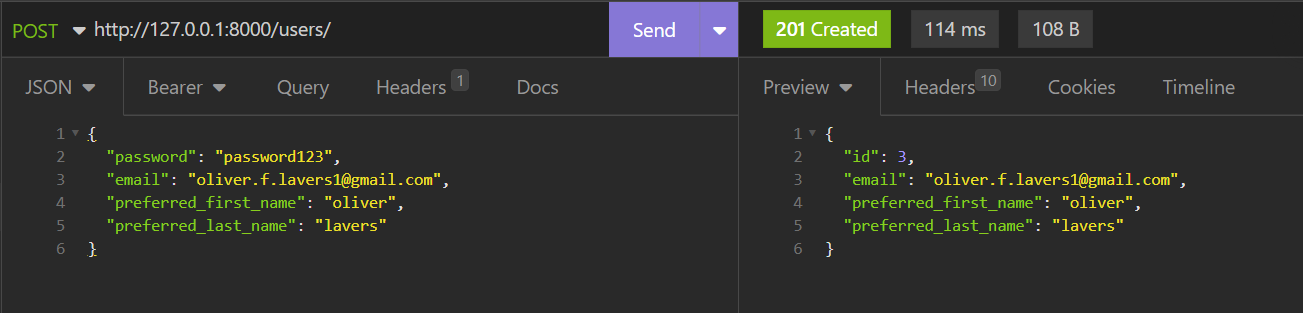 POST http://127.0.0.1:8000/users/ Send
JSON Bearer Query Headers 1 Docs
1 {
2 "password": "password123",
3 "email": "oliver.f.lavers1@gmail.com",
4 "preferred_first_name": "oliver",
5 "preferred_last_name": "lavers"
6 }
201 Created 114 ms 108 B
Preview Headers 10 Cookies Timeline
1 {
2 "id": 3,
3 "email": "oliver.f.lavers1@gmail.com",
4 "preferred_first_name": "oliver",
5 "preferred_last_name": "lavers"
6 }